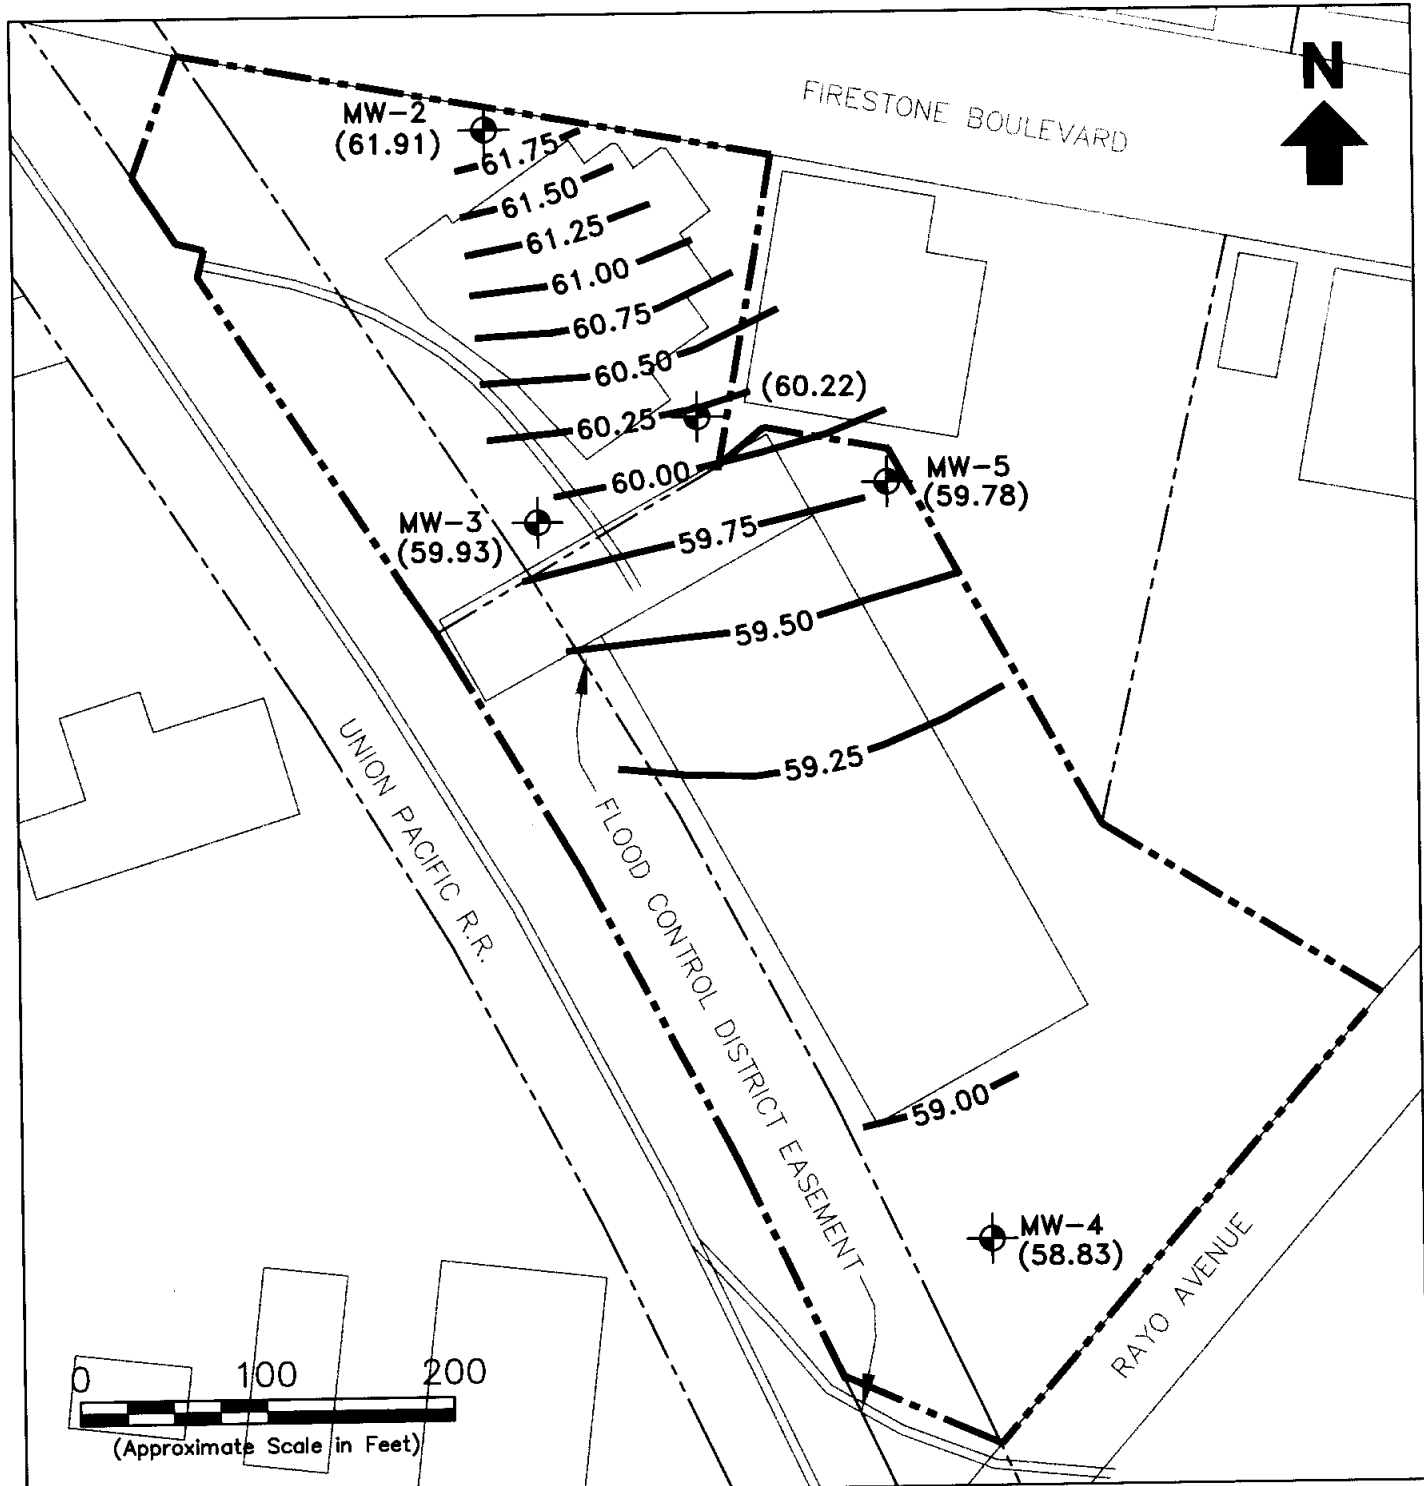 N
FIRESTONE BOULEVARD
MW-2
(61.91)
61.75
61.50
61.25
61.00
60.75
60.50
(60.22)
60.25
60.00
MW-5
(59.78)
MW-3
(59.93)
59.75
59.50
59.25
UNION PACIFIC R.R.
FLOOD CONTROL DISTRICT EASEMENT
59.00
MW-4
(58.83)
RAYO AVENUE
0 100 200
(Approximate Scale in Feet)